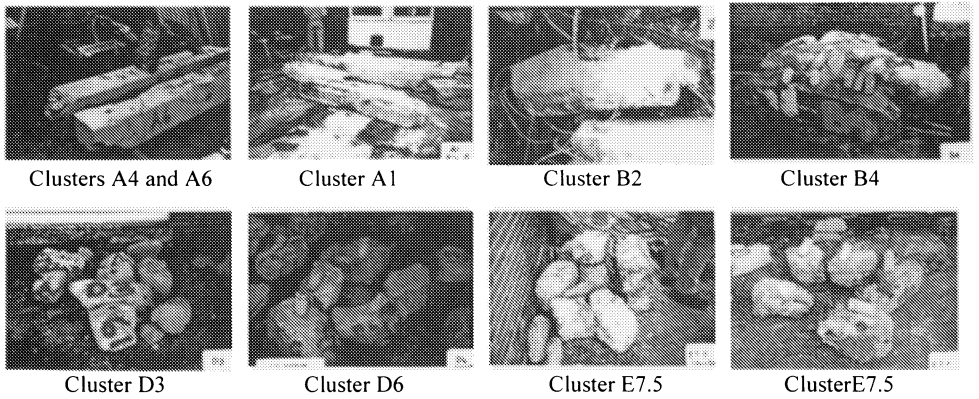 Clusters A4 and A6
Cluster A1
Cluster B2
Cluster B4
Cluster D3
Cluster D6
Cluster E7.5
ClusterE7.5